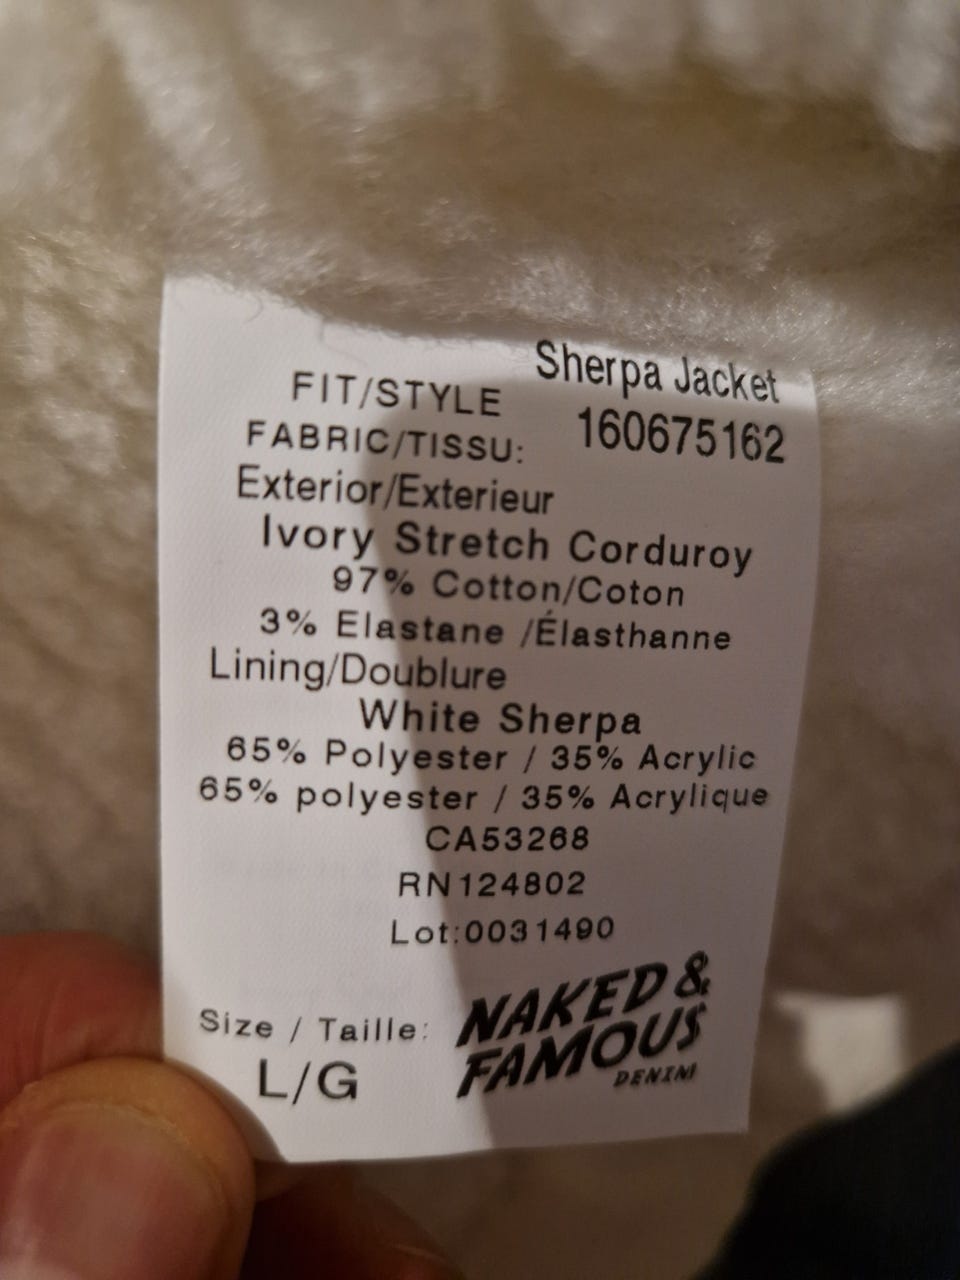 Sherpa Jacket
FIT/STYLE
160675162
FABRIC/TISSU:
Exterior/Exterieur
Ivory Stretch Corduroy
97% Cotton/Coton
3% Elastane /Élasthanne
Lining/Doublure
White Sherpa
65% Polyester / 35% Acrylic
65% polyester / 35% Acrylique
CA53268
RN124802
Lot:0031490
Size / Taille:
L/G
NAKED &
FAMOUS
DENIM